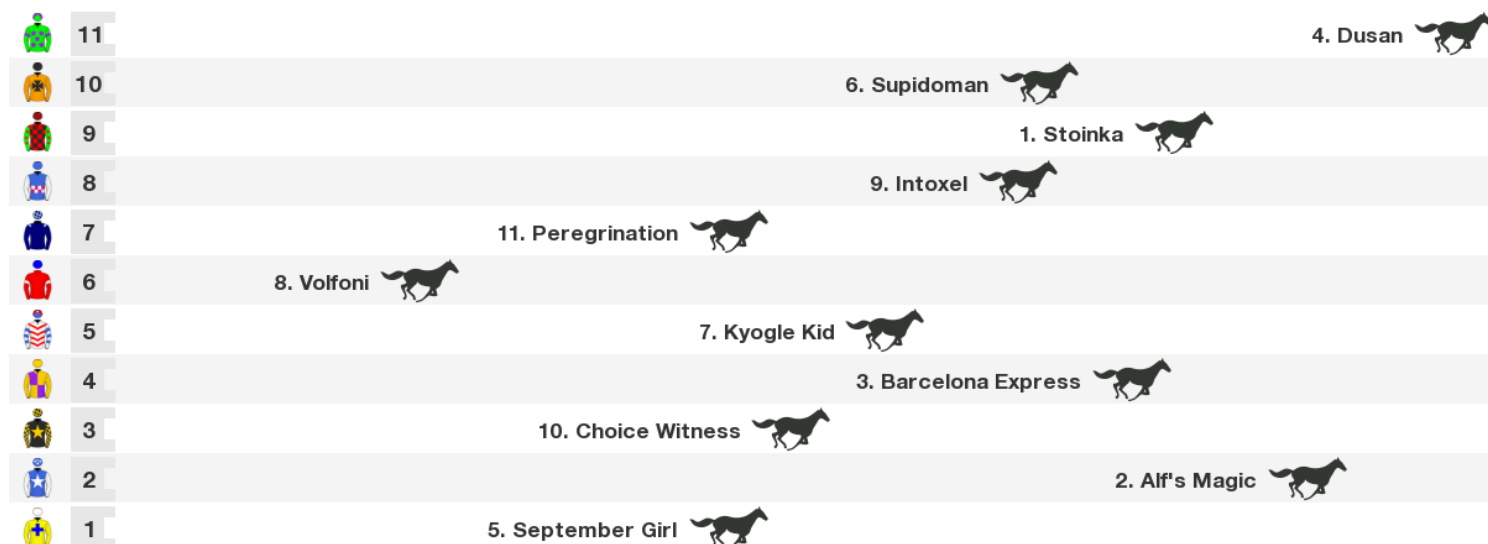 11 4. Dusan
10 6. Supidoman
9 1. Stoinka
8 9. Intoxel
7 11. Peregrination
6 8. Volfoni
5 7. Kyogle Kid
4 3. Barcelona Express
3 10. Choice Witness
2 2. Alf's Magic
1 5. September Girl